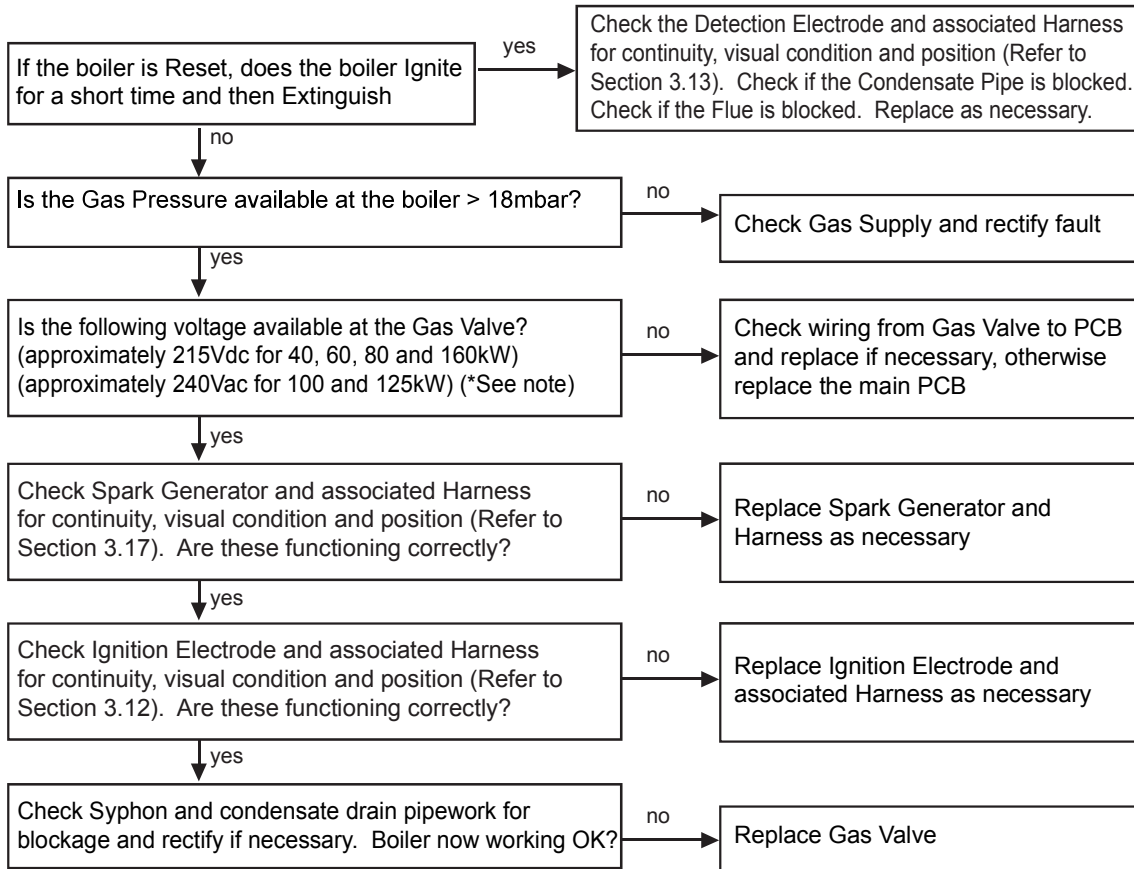 If the boiler is Reset, does the boiler Ignite
for a short time and then Extinguish
yes
Check the Detection Electrode and associated Harness
for continuity, visual condition and position (Refer to
Section 3.13).  Check if the Condensate Pipe is blocked.
Check if the Flue is blocked.  Replace as necessary.
no
Is the Gas Pressure available at the boiler > 18mbar?
no
Check Gas Supply and rectify fault
yes
Is the following voltage available at the Gas Valve?
(approximately 215Vdc for 40, 60, 80 and 160kW)
(approximately 240Vac for 100 and 125kW) (*See note)
no
Check wiring from Gas Valve to PCB
and replace if necessary, otherwise
replace the main PCB
yes
Check Spark Generator and associated Harness
for continuity, visual condition and position (Refer to
Section 3.17).  Are these functioning correctly?
no
Replace Spark Generator and
Harness as necessary
yes
Check Ignition Electrode and associated Harness
for continuity, visual condition and position (Refer to
Section 3.12).  Are these functioning correctly?
no
Replace Ignition Electrode and
associated Harness as necessary
yes
Check Syphon and condensate drain pipework for
blockage and rectify if necessary.  Boiler now working OK?
no
Replace Gas Valve